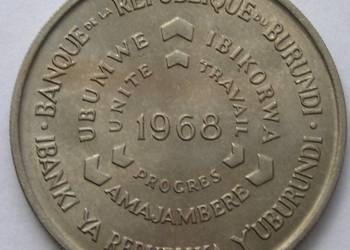 BANQUE DE LA REPUBLIQUE DU BURUNDI
IBANKI YA REPUBLIKA Y'UBURUNDI
UBUMWE IBIKORWA
AMAJAMBERE
UNITE TRAVAIL
PROGRES
1968